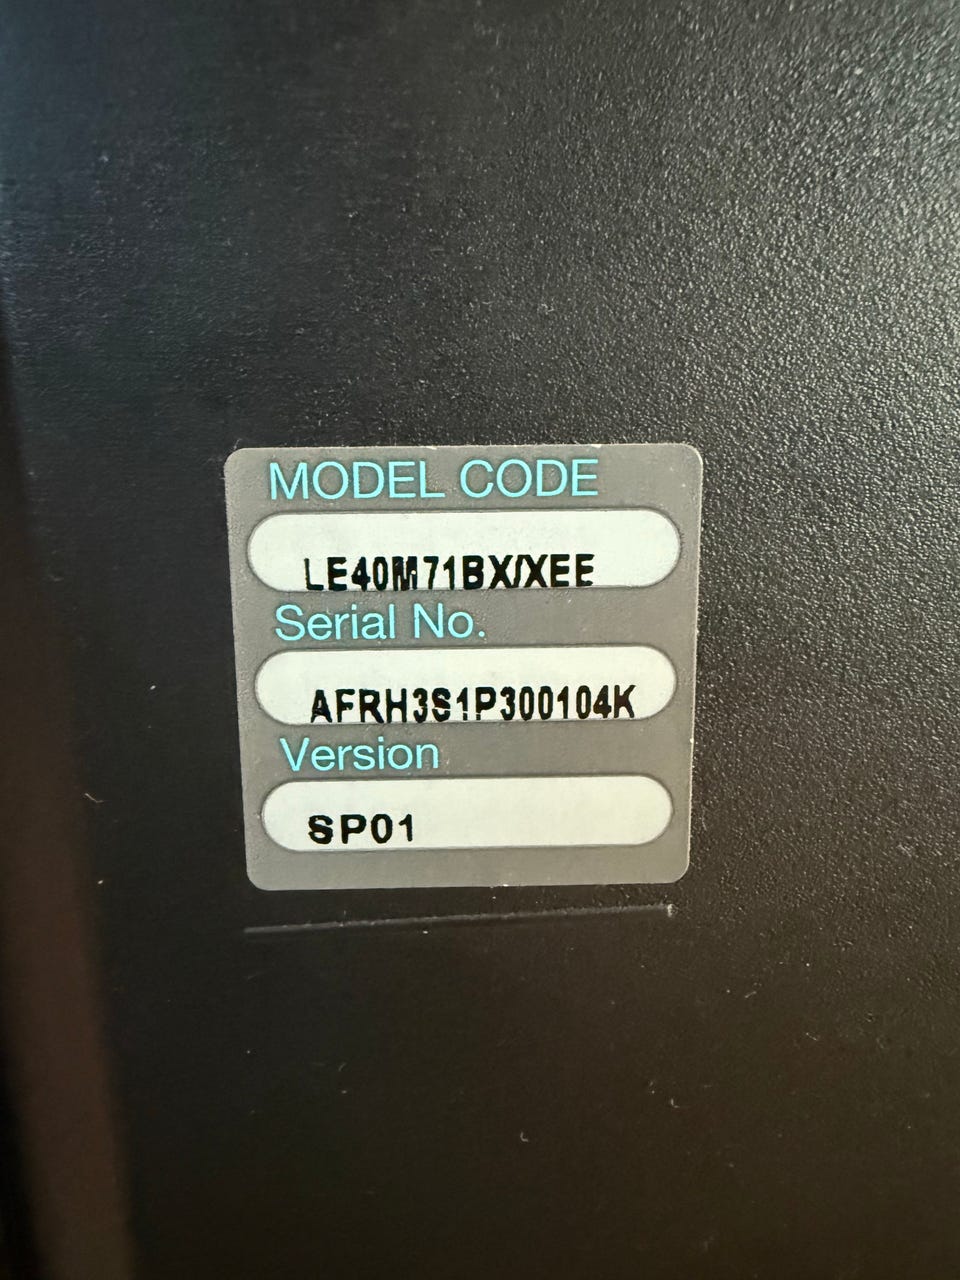 MODEL CODE
LE40M71BX/XEE
Serial No.
AFRH3S1P300104K
Version
SP01